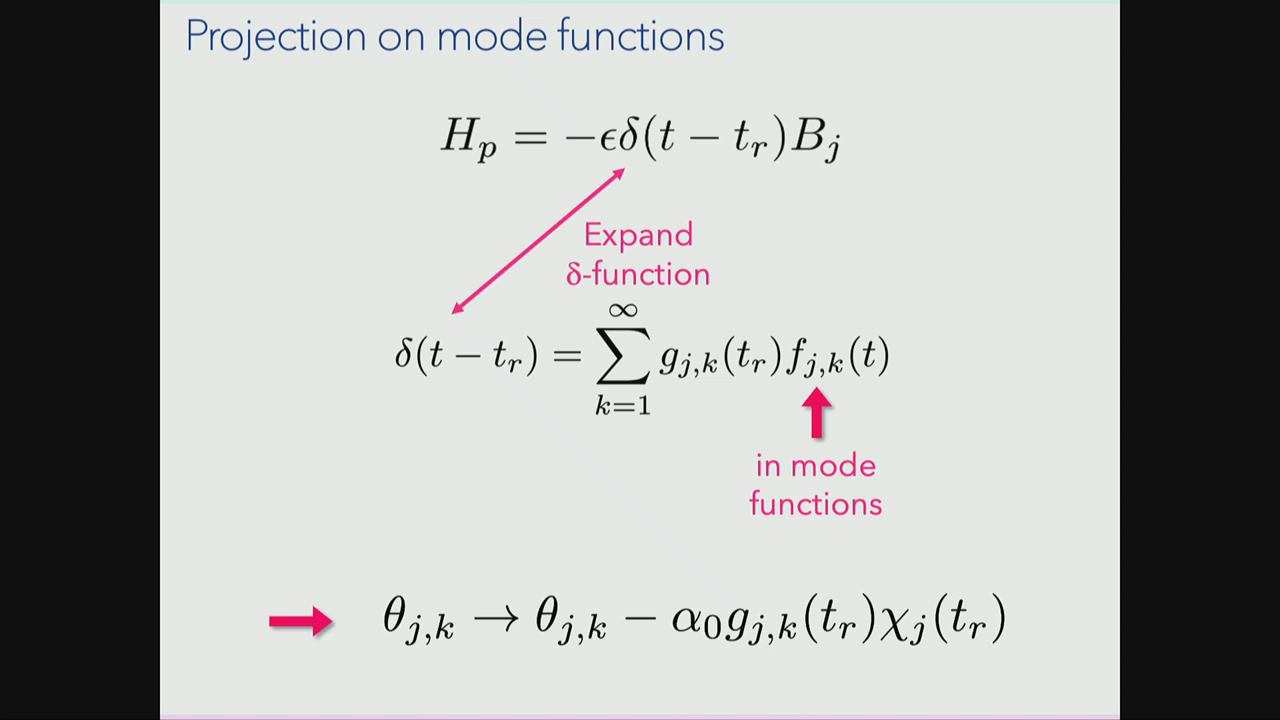 Projection on mode functions
H_p = −ϵδ(t − t_r)B_j
Expand
δ-function
δ(t − t_r) = ∑_{k=1}^{∞} g_{j,k}(t_r) f_{j,k}(t)
in mode
functions
θ_{j,k} → θ_{j,k} − α_0 g_{j,k}(t_r) χ_j(t_r)